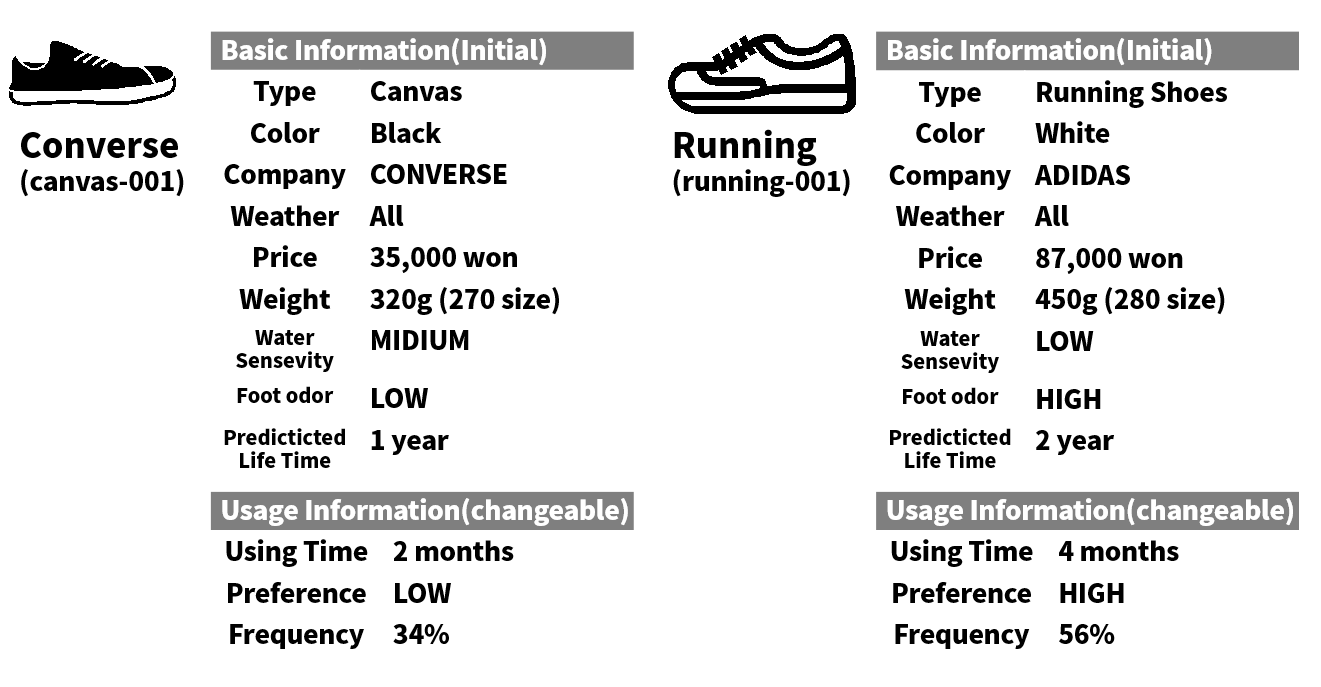 Converse
(canvas-001)
Basic Information(Initial)
Type Canvas
Color Black
Company CONVERSE
Weather All
Price 35,000 won
Weight 320g (270 size)
Water
Sensevity MIDIUM
Foot odor LOW
Predicticted
Life Time 1 year
Usage Information(changeable)
Using Time 2 months
Preference LOW
Frequency 34%
Running
(running-001)
Basic Information(Initial)
Type Running Shoes
Color White
Company ADIDAS
Weather All
Price 87,000 won
Weight 450g (280 size)
Water
Sensevity LOW
Foot odor HIGH
Predicticted
Life Time 2 year
Usage Information(changeable)
Using Time 4 months
Preference HIGH
Frequency 56%